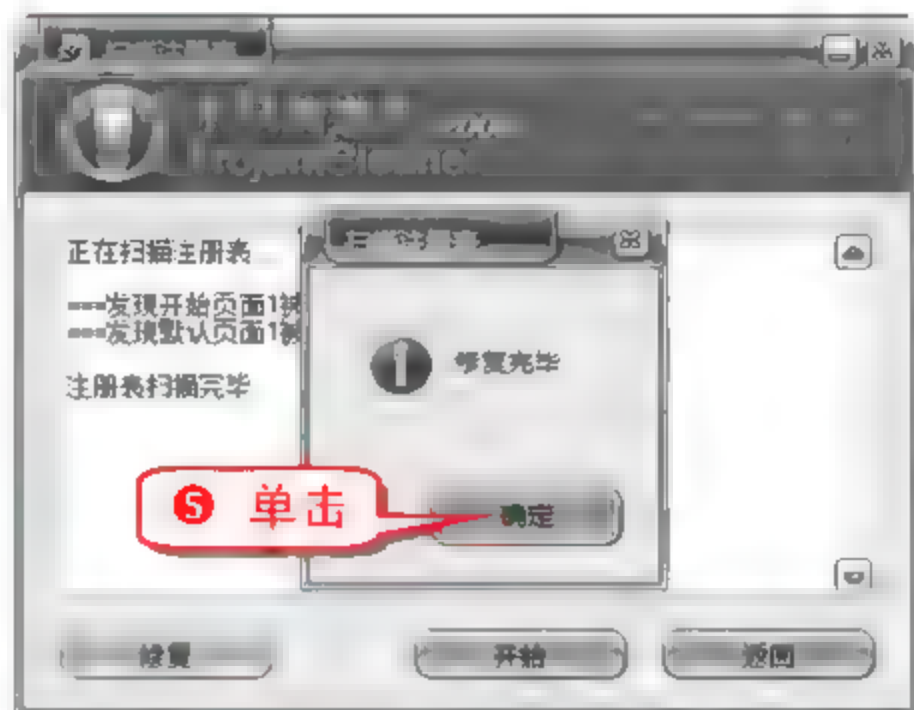 正在扫描注册表
===发现开始页面1被
===发现默认页面1被
注册表扫描完毕
修复完毕
❺ 单击
确定
修复
开始
返回